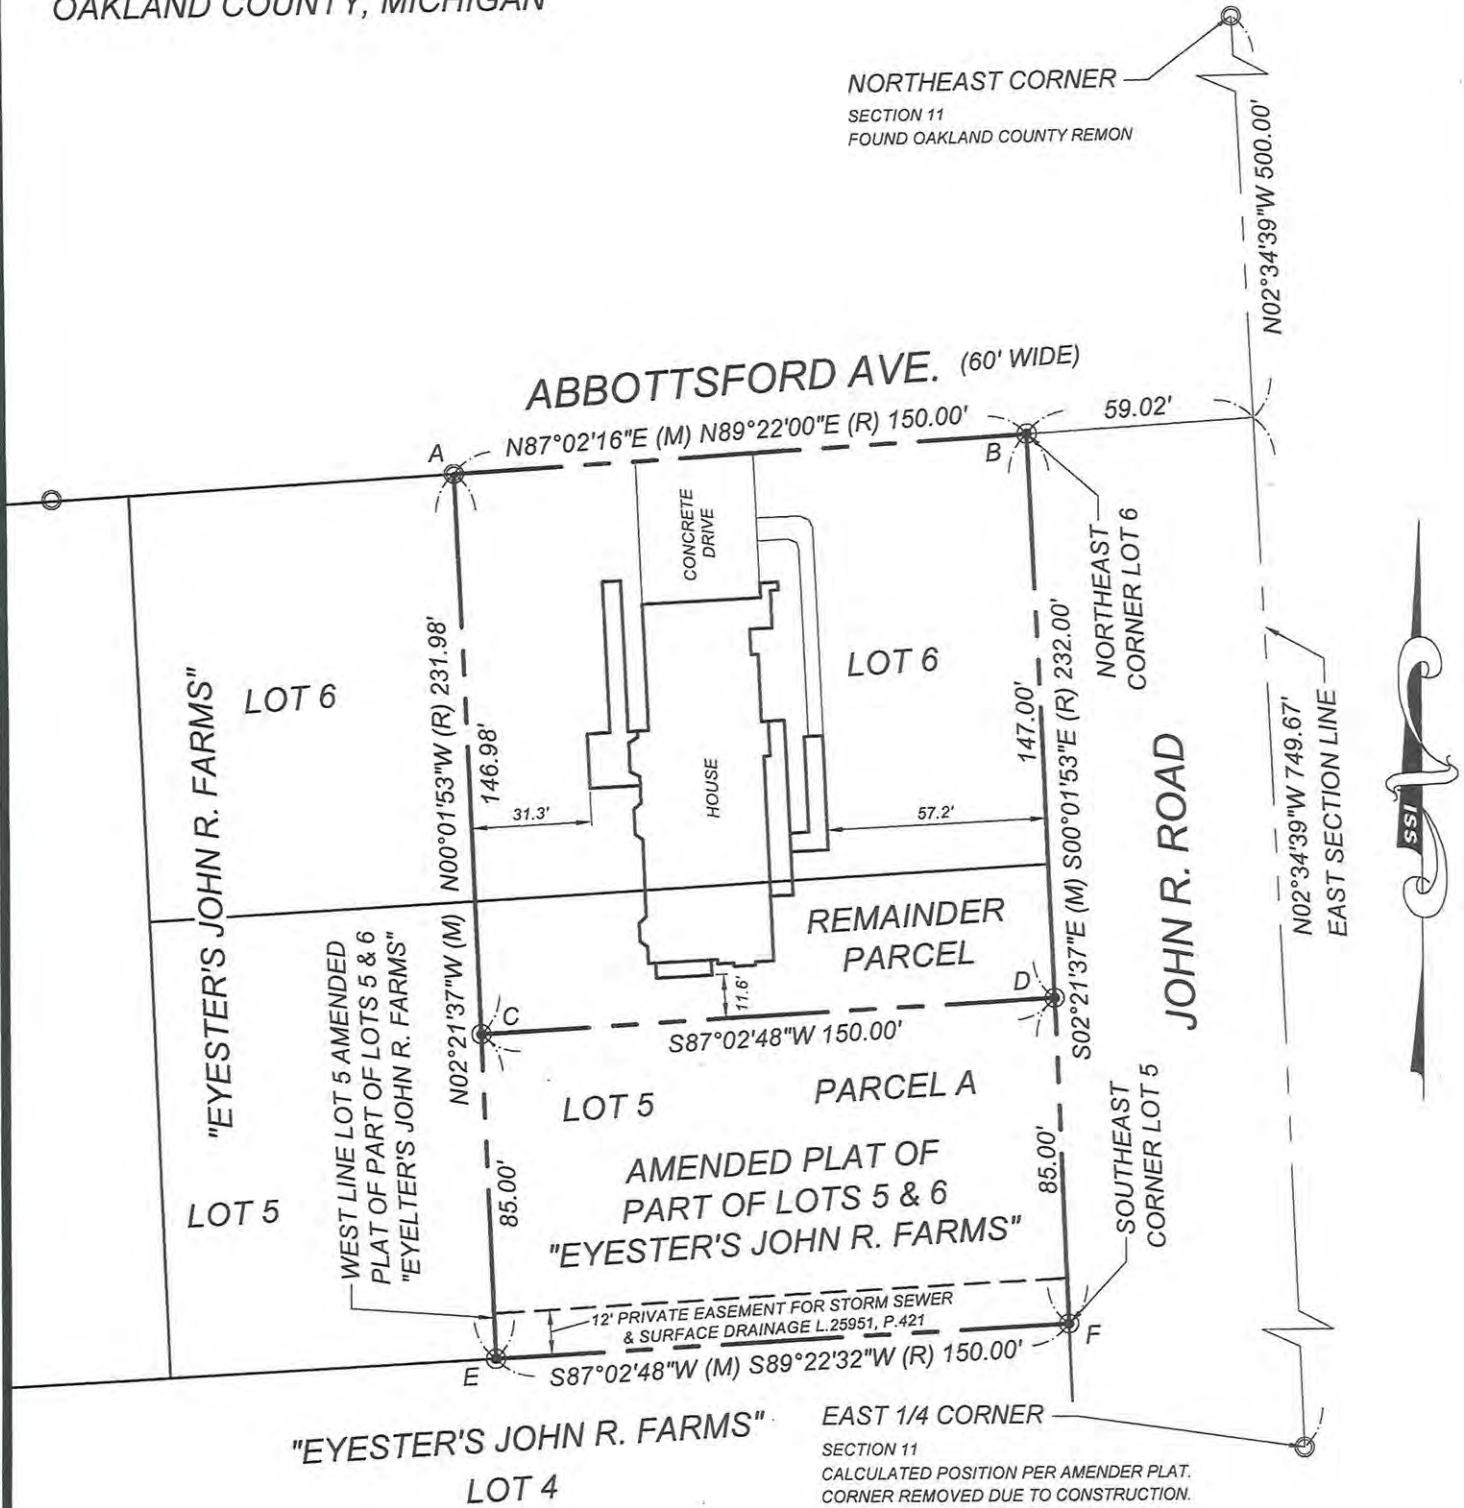 OAKLAND COUNTY, MICHIGAN
NORTHEAST CORNER
SECTION 11
FOUND OAKLAND COUNTY REMON
N02°34'39"W 500.00'
ABBOTTSFORD AVE. (60' WIDE)
N87°02'16"E (M) N89°22'00"E (R) 150.00'
59.02'
A
B
CONCRETE
DRIVE
NORTHEAST
CORNER LOT 6
LOT 6
LOT 6
"EYESTER'S JOHN R. FARMS"
N02°21'37"W (M) N00°01'53"W (R) 231.98'
146.98'
HOUSE
31.3'
57.2'
147.00'
S02°21'37"E (M) S00°01'53"E (R) 232.00'
JOHN R. ROAD
N02°34'39"W 749.67'
EAST SECTION LINE
SSI
REMAINDER
PARCEL
11.6'
C
D
S87°02'48"W 150.00'
WEST LINE LOT 5 AMENDED
PLAT OF PART OF LOTS 5 & 6
"EYELTER'S JOHN R. FARMS"
LOT 5
PARCEL A
LOT 5
85.00'
AMENDED PLAT OF
PART OF LOTS 5 & 6
"EYESTER'S JOHN R. FARMS"
85.00'
SOUTHEAST
CORNER LOT 5
12' PRIVATE EASEMENT FOR STORM SEWER
& SURFACE DRAINAGE L.25951, P.421
E
F
S87°02'48"W (M) S89°22'32"W (R) 150.00'
"EYESTER'S JOHN R. FARMS"
LOT 4
EAST 1/4 CORNER
SECTION 11
CALCULATED POSITION PER AMENDER PLAT.
CORNER REMOVED DUE TO CONSTRUCTION.